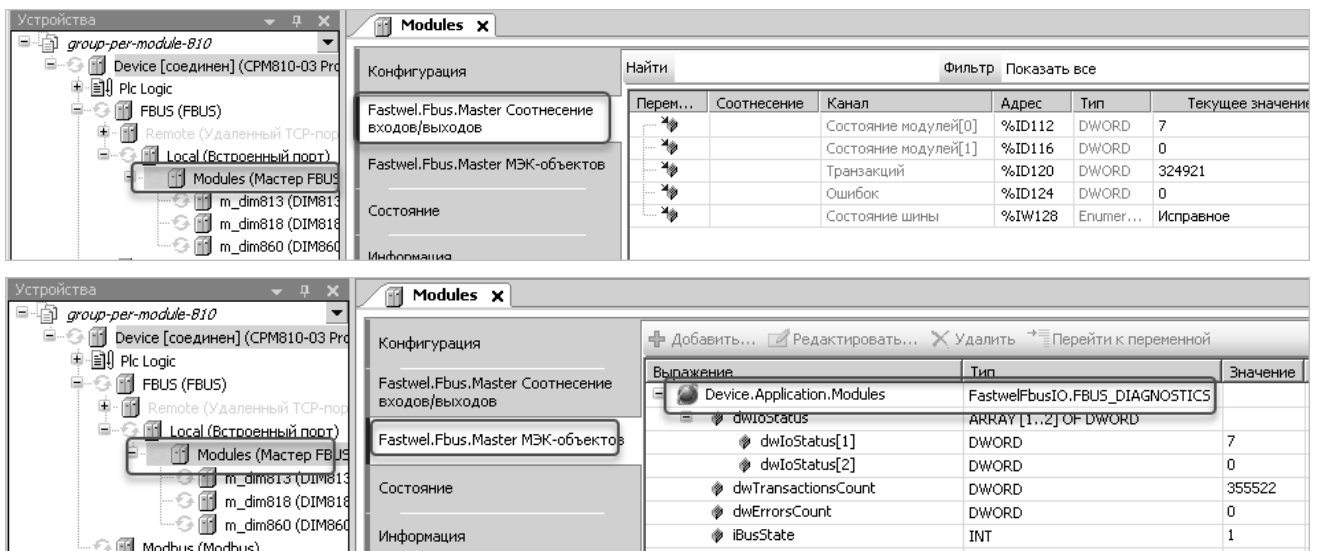 Устройства
group-per-module-810
Device [соединен] (CPM810-03 Pro
Plc Logic
FBUS (FBUS)
Remote (Удаленный TCP-пор
Local (Встроенный порт)
Modules (Мастер FBUS
m_dim813 (DIM813
m_dim818 (DIM818
m_dim860 (DIM860
Modules
Конфигурация
Fastwel.Fbus.Master Соотнесение
входов/выходов
Fastwel.Fbus.Master МЭК-объектов
Состояние
Информация
Найти Фильтр Показать все
Перем... Соотнесение Канал Адрес Тип Текущее значение
Состояние модулей[0] %ID112 DWORD 7
Состояние модулей[1] %ID116 DWORD 0
Транзакций %ID120 DWORD 324921
Ошибок %ID124 DWORD 0
Состояние шины %IW128 Enumer... Исправное
Устройства
group-per-module-810
Device [соединен] (CPM810-03 Pro
Plc Logic
FBUS (FBUS)
Remote (Удаленный TCP-пор
Local (Встроенный порт)
Modules (Мастер FBUS
m_dim813 (DIM813
m_dim818 (DIM818
m_dim860 (DIM860
Modbus (Modbus)
Modules
Конфигурация
Fastwel.Fbus.Master Соотнесение
входов/выходов
Fastwel.Fbus.Master МЭК-объектов
Состояние
Информация
Добавить... Редактировать... Удалить Перейти к переменной
Выражение Тип Значение
Device.Application.Modules FastwelFbusIO.FBUS_DIAGNOSTICS
dwIoStatus ARRAY [1..2] OF DWORD
dwIoStatus[1] DWORD 7
dwIoStatus[2] DWORD 0
dwTransactionsCount DWORD 355522
dwErrorsCount DWORD 0
iBusState INT 1